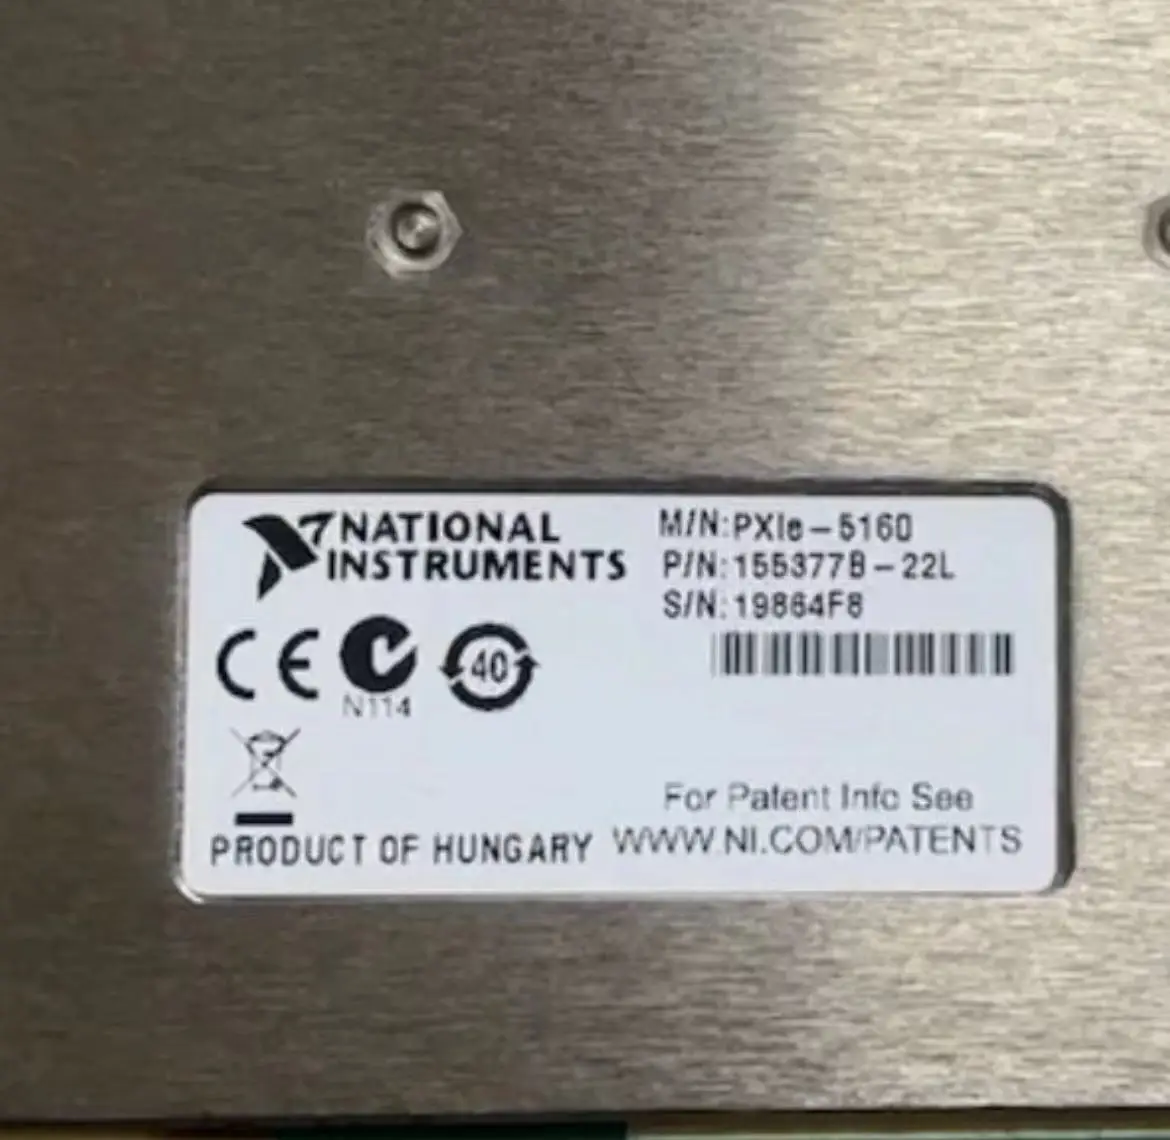 NATIONAL
INSTRUMENTS
M/N:PXIe-5160
P/N:155377B-22L
S/N:19864F8
CE
N114
40
For Patent Info See
WWW.NI.COM/PATENTS
PRODUCT OF HUNGARY